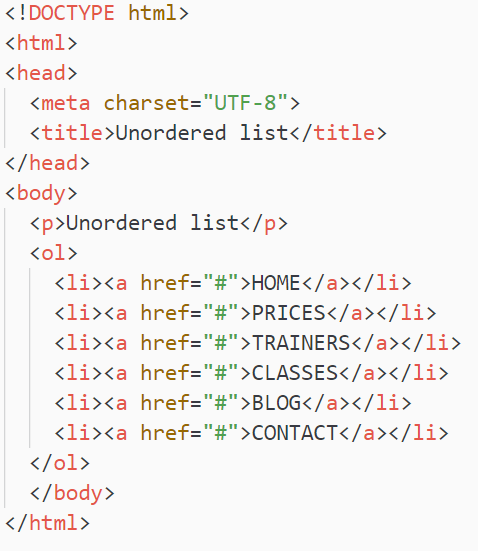 <!DOCTYPE html>
<html>
<head>
  <meta charset="UTF-8">
  <title>Unordered list</title>
</head>
<body>
  <p>Unordered list</p>
  <ol>
    <li><a href="#">HOME</a></li>
    <li><a href="#">PRICES</a></li>
    <li><a href="#">TRAINERS</a></li>
    <li><a href="#">CLASSES</a></li>
    <li><a href="#">BLOG</a></li>
    <li><a href="#">CONTACT</a></li>
  </ol>
  </body>
</html>